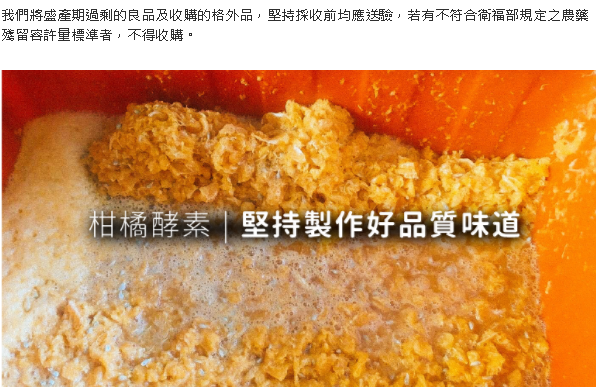 我們將盛產期過剩的良品及收購的格外品，堅持採收前均應送驗，若有不符合衛福部規定之農藥
殘留容許量標準者，不得收購。
柑橘酵素｜堅持製作好品質味道